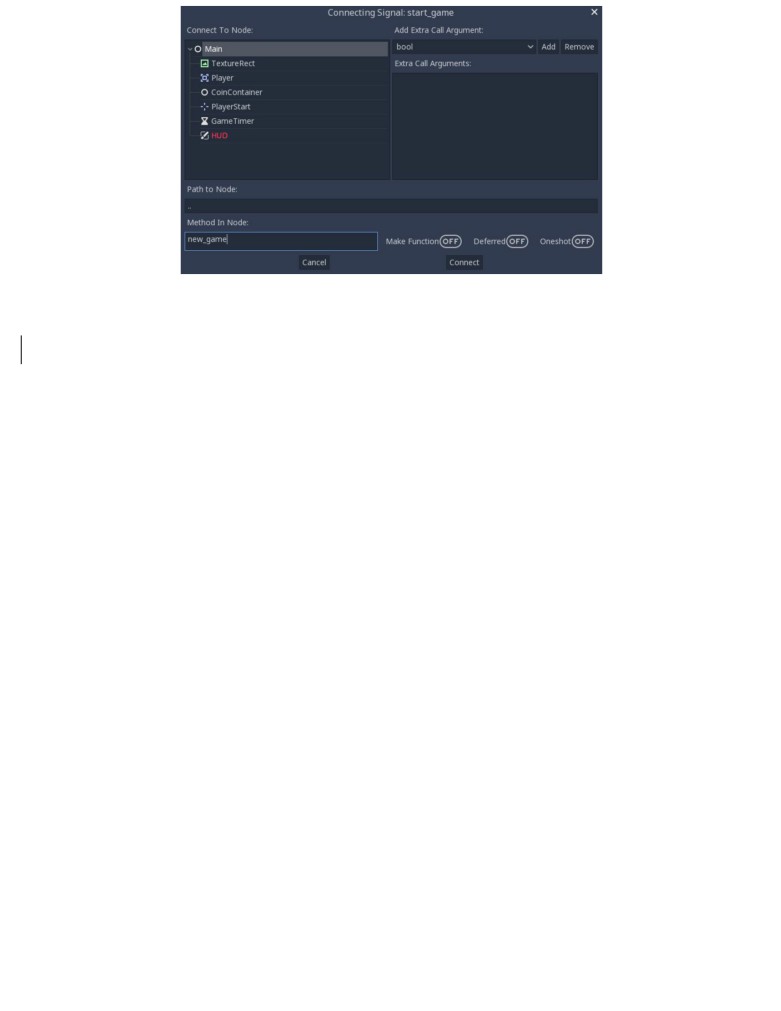 Connecting Signal: start_game
Connect To Node:
Main
TextureRect
Player
CoinContainer
PlayerStart
GameTimer
HUD
Add Extra Call Argument:
bool Add Remove
Extra Call Arguments:
Path to Node:
..
Method In Node:
new_game Make Function OFF Deferred OFF Oneshot OFF
Cancel Connect